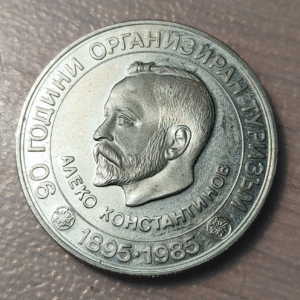 90 ГОДИНИ ОРГАНИЗИРАН ТУРИЗЪМ
АЛЕКО КОНСТАНТИНОВ
1895·1985